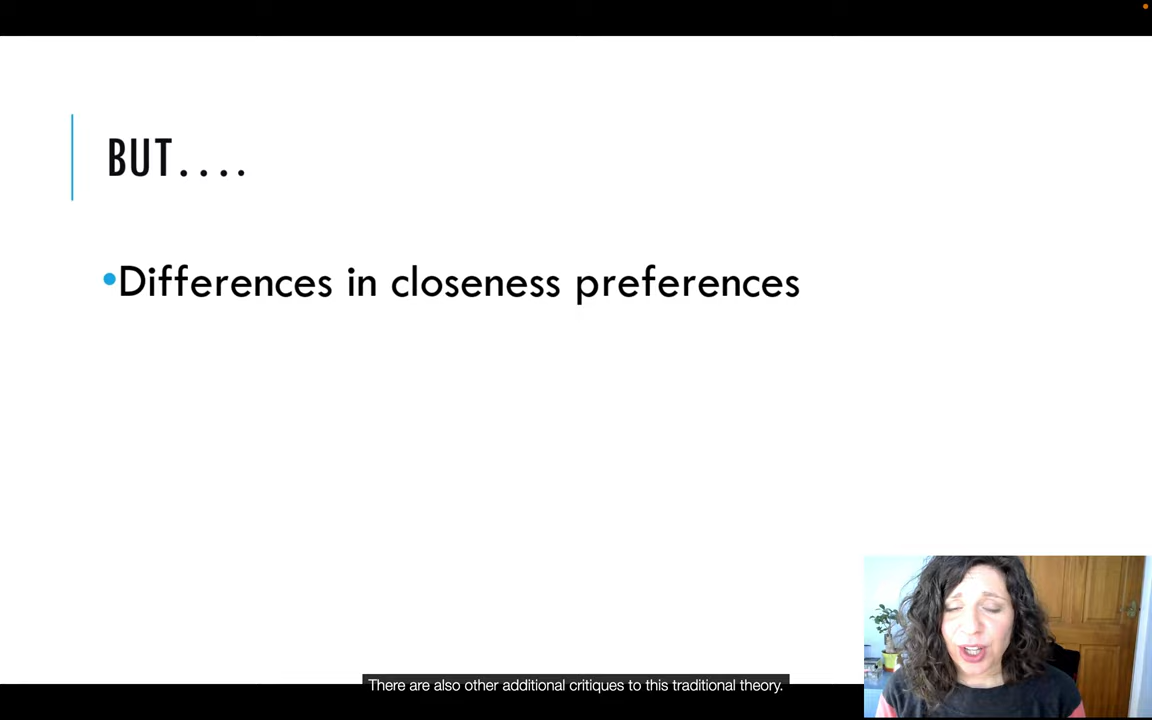 BUT....
•Differences in closeness preferences
There are also other additional critiques to this traditional theory.